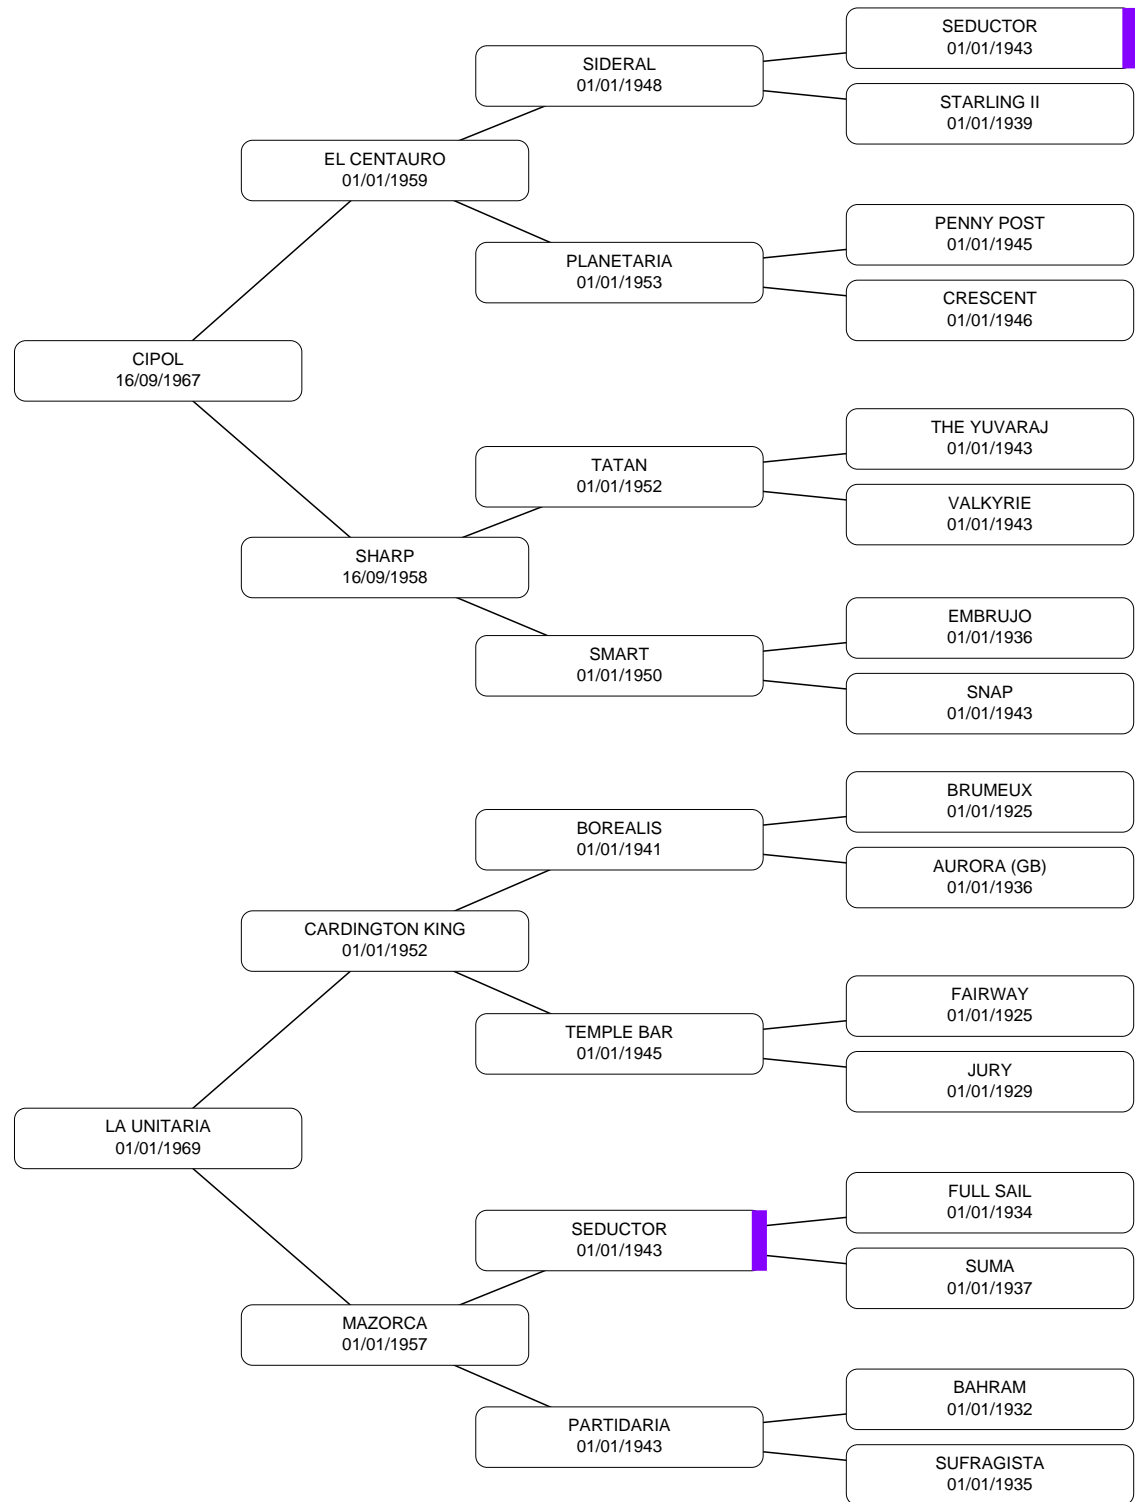 SEDUCTOR
01/01/1943
SIDERAL
01/01/1948
STARLING II
01/01/1939
EL CENTAURO
01/01/1959
PENNY POST
01/01/1945
PLANETARIA
01/01/1953
CRESCENT
01/01/1946
CIPOL
16/09/1967
THE YUVARAJ
01/01/1943
TATAN
01/01/1952
VALKYRIE
01/01/1943
SHARP
16/09/1958
EMBRUJO
01/01/1936
SMART
01/01/1950
SNAP
01/01/1943
BRUMEUX
01/01/1925
BOREALIS
01/01/1941
AURORA (GB)
01/01/1936
CARDINGTON KING
01/01/1952
FAIRWAY
01/01/1925
TEMPLE BAR
01/01/1945
JURY
01/01/1929
LA UNITARIA
01/01/1969
FULL SAIL
01/01/1934
SEDUCTOR
01/01/1943
SUMA
01/01/1937
MAZORCA
01/01/1957
BAHRAM
01/01/1932
PARTIDARIA
01/01/1943
SUFRAGISTA
01/01/1935